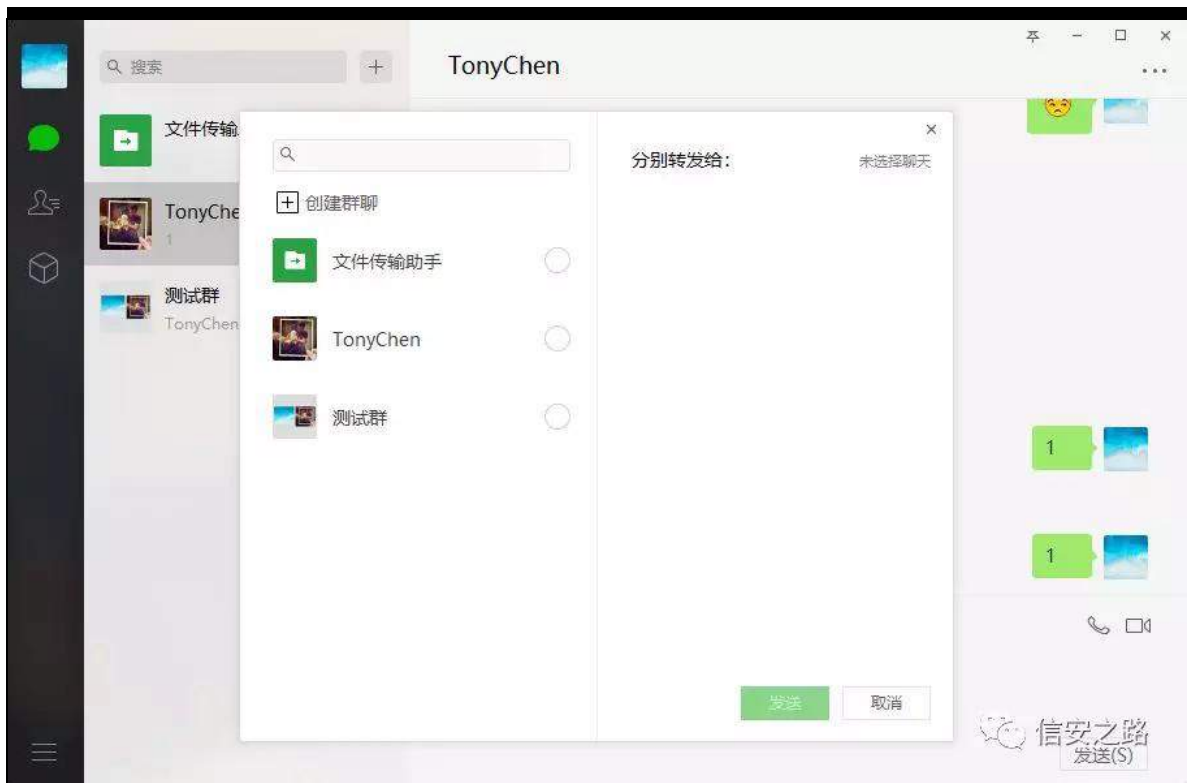 搜索
TonyChen
文件传输
TonyChe
1
测试群
TonyChen
创建群聊
文件传输助手
TonyChen
测试群
分别转发给：
未选择聊天
发送
取消
1
1
信安之路
发送(S)